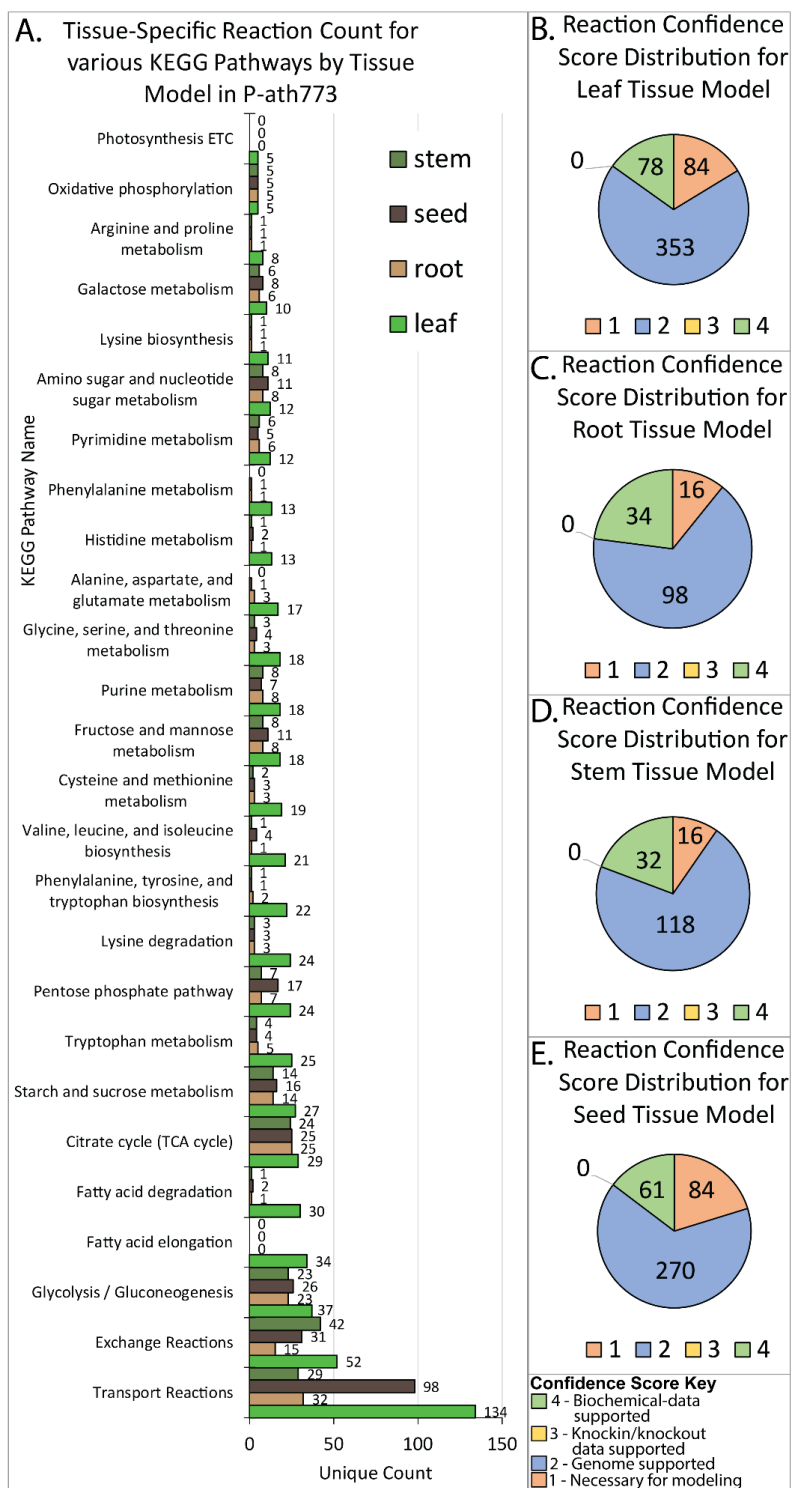 A. Tissue-Specific Reaction Count for
various KEGG Pathways by Tissue
Model in P-ath773
KEGG Pathway Name
Photosynthesis ETC
0
0
0
5
Oxidative phosphorylation
5
5
5
5
Arginine and proline
metabolism
1
1
1
8
Galactose metabolism
6
8
6
10
Lysine biosynthesis
1
1
1
11
Amino sugar and nucleotide
sugar metabolism
8
11
8
12
Pyrimidine metabolism
6
5
6
12
Phenylalanine metabolism
0
1
1
13
Histidine metabolism
1
2
1
13
Alanine, aspartate, and
glutamate metabolism
0
1
3
17
Glycine, serine, and threonine
metabolism
3
4
3
18
Purine metabolism
8
7
8
18
Fructose and mannose
metabolism
8
11
8
18
Cysteine and methionine
metabolism
2
3
3
19
Valine, leucine, and isoleucine
biosynthesis
1
4
1
21
Phenylalanine, tyrosine, and
tryptophan biosynthesis
1
1
2
22
Lysine degradation
3
3
3
24
Pentose phosphate pathway
7
17
7
24
Tryptophan metabolism
4
4
5
25
Starch and sucrose metabolism
14
16
14
27
Citrate cycle (TCA cycle)
24
25
25
29
Fatty acid degradation
1
2
1
30
Fatty acid elongation
0
0
0
34
Glycolysis / Gluconeogenesis
23
26
23
37
Exchange Reactions
42
31
15
52
Transport Reactions
29
98
32
134
0 50 100 150
Unique Count
stem
seed
root
leaf
B. Reaction Confidence
Score Distribution for
Leaf Tissue Model
0
78
84
353
1 2 3 4
C. Reaction Confidence
Score Distribution for
Root Tissue Model
0
34
16
98
1 2 3 4
D. Reaction Confidence
Score Distribution for
Stem Tissue Model
0
32
16
118
1 2 3 4
E. Reaction Confidence
Score Distribution for
Seed Tissue Model
0
61
84
270
1 2 3 4
Confidence Score Key
4 - Biochemical-data
supported
3 - Knockin/knockout
data supported
2 - Genome supported
1 - Necessary for modeling